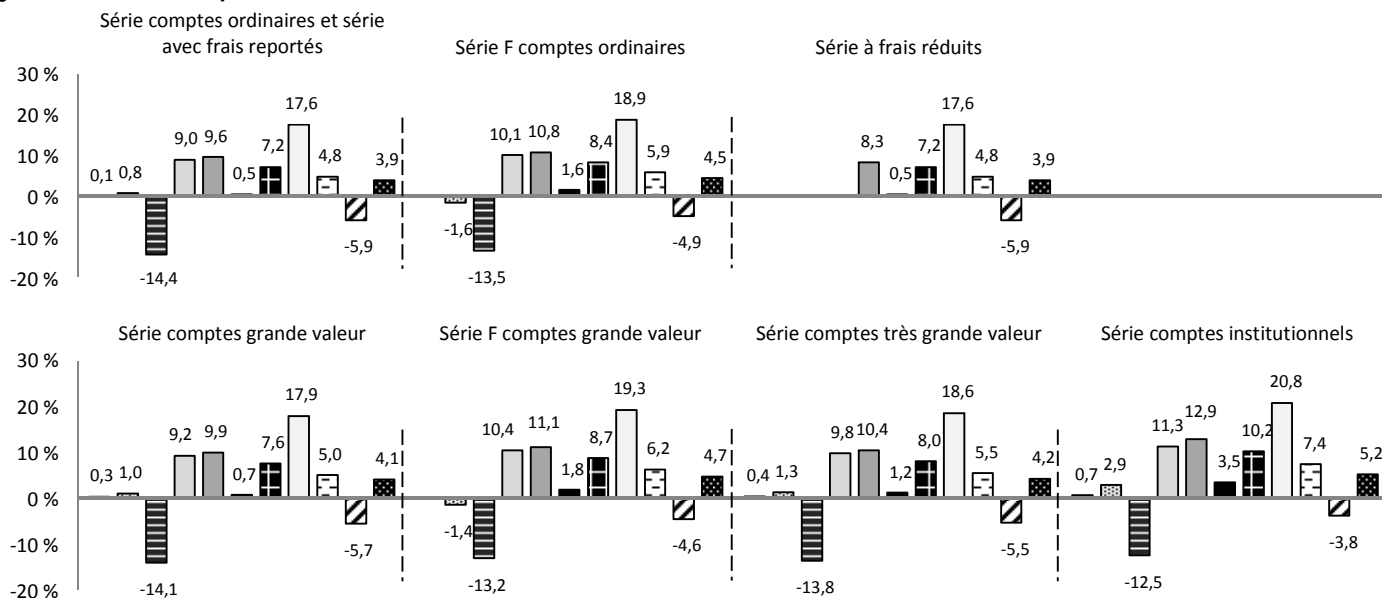 Série comptes ordinaires et série
avec frais reportés
Série F comptes ordinaires
Série à frais réduits
30 %
20 %
10 %
0 %
-10 %
-20 %
0,1 0,8 -14,4 9,0 9,6 0,5 7,2 17,6 4,8 -5,9 3,9
-1,6 -13,5 10,1 10,8 1,6 8,4 18,9 5,9 -4,9 4,5
8,3 0,5 7,2 17,6 4,8 -5,9 3,9
Série comptes grande valeur
Série F comptes grande valeur
Série comptes très grande valeur
Série comptes institutionnels
30 %
20 %
10 %
0 %
-10 %
-20 %
0,3 1,0 -14,1 9,2 9,9 0,7 7,6 17,9 5,0 -5,7 4,1
-1,4 -13,2 10,4 11,1 1,8 8,7 19,3 6,2 -4,6 4,7
0,4 1,3 -13,8 9,8 10,4 1,2 8,0 18,6 5,5 -5,5 4,2
0,7 2,9 -12,5 11,3 12,9 3,5 10,2 20,8 7,4 -3,8 5,2